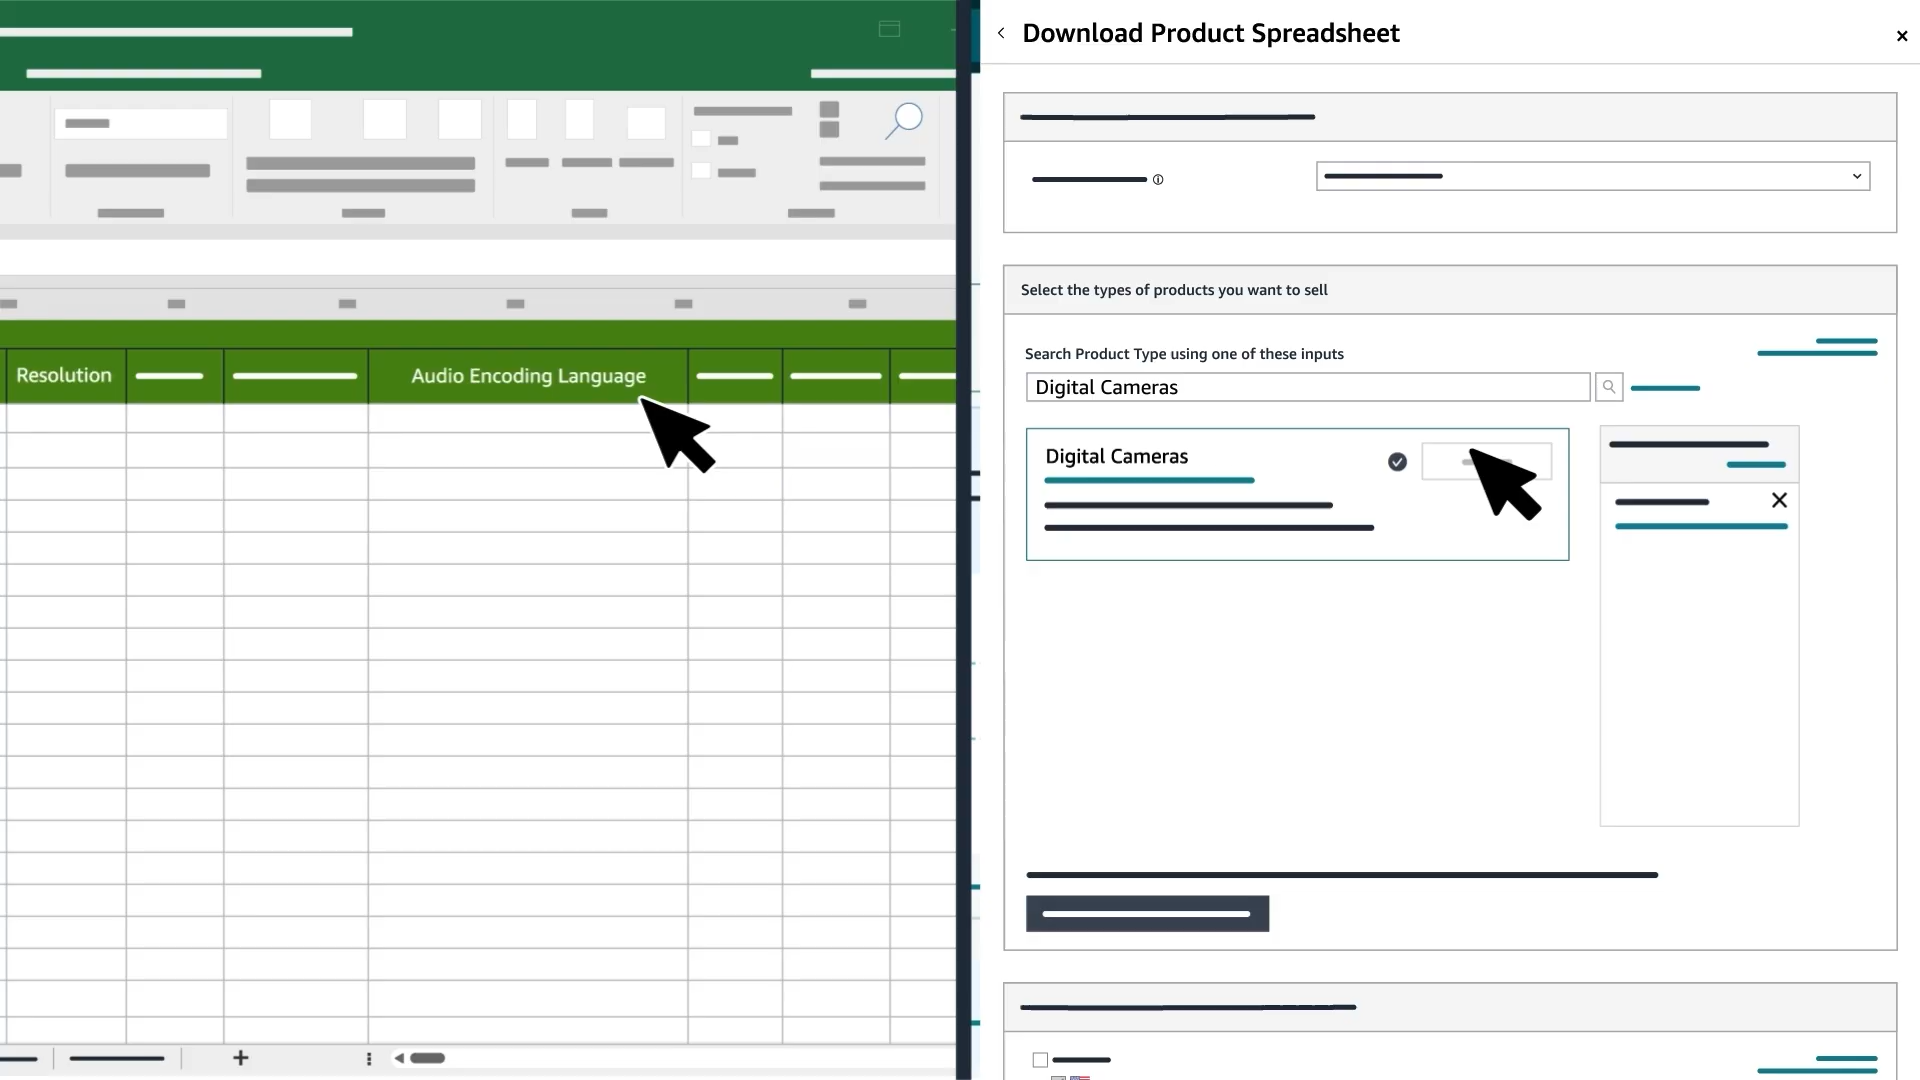 Resolution
Audio Encoding Language
Download Product Spreadsheet
Select the types of products you want to sell
Search Product Type using one of these inputs
Digital Cameras
Digital Cameras